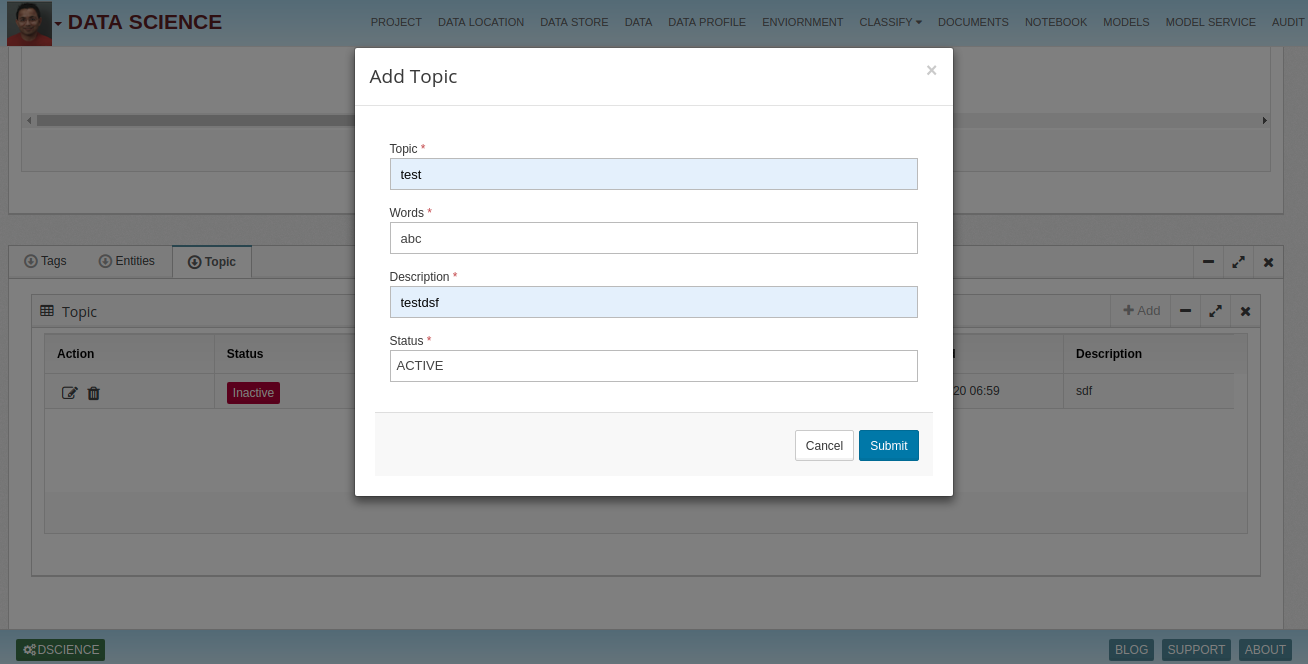 DATA SCIENCE
PROJECT DATA LOCATION DATA STORE DATA DATA PROFILE ENVIORNMENT CLASSIFY DOCUMENTS NOTEBOOK MODELS MODEL SERVICE AUDIT
Add Topic ×
Topic *
test
Words *
abc
Description *
testdsf
Status *
ACTIVE
Cancel Submit
Tags Entities Topic
Topic Add
Action Status Description
Inactive 20 06:59 sdf
DSCIENCE BLOG SUPPORT ABOUT